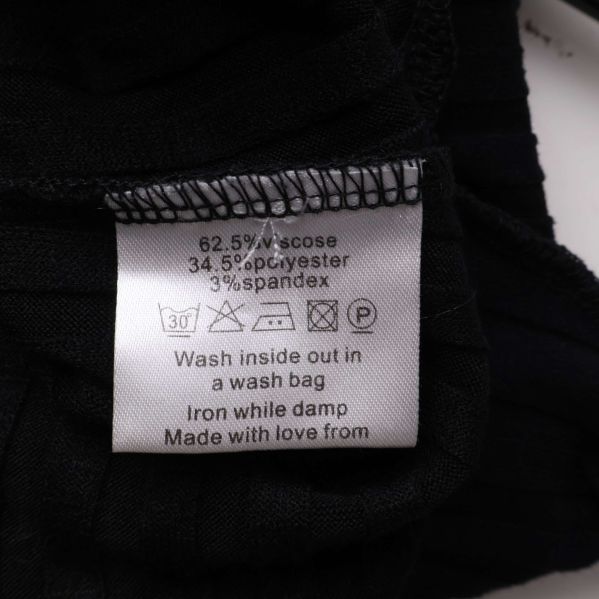 62.5%viscose
34.5%polyester
3%spandex
30 P
Wash inside out in
a wash bag
Iron while damp
Made with love from